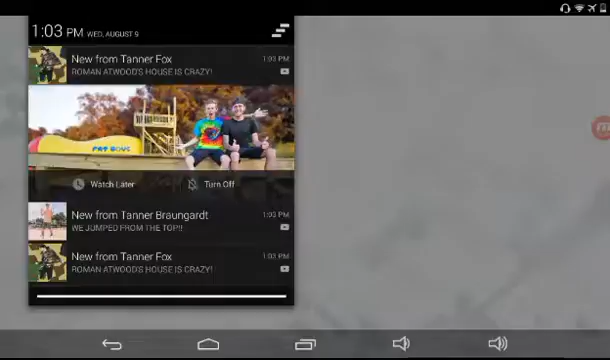 1:03 PM WED, AUGUST 9
New from Tanner Fox 1:03 PM
ROMAN ATWOOD'S HOUSE IS CRAZY!
FAT BOYS
Watch Later Turn Off
New from Tanner Braungardt 1:03 PM
WE JUMPED FROM THE TOP!!
New from Tanner Fox 1:03 PM
ROMAN ATWOOD'S HOUSE IS CRAZY!